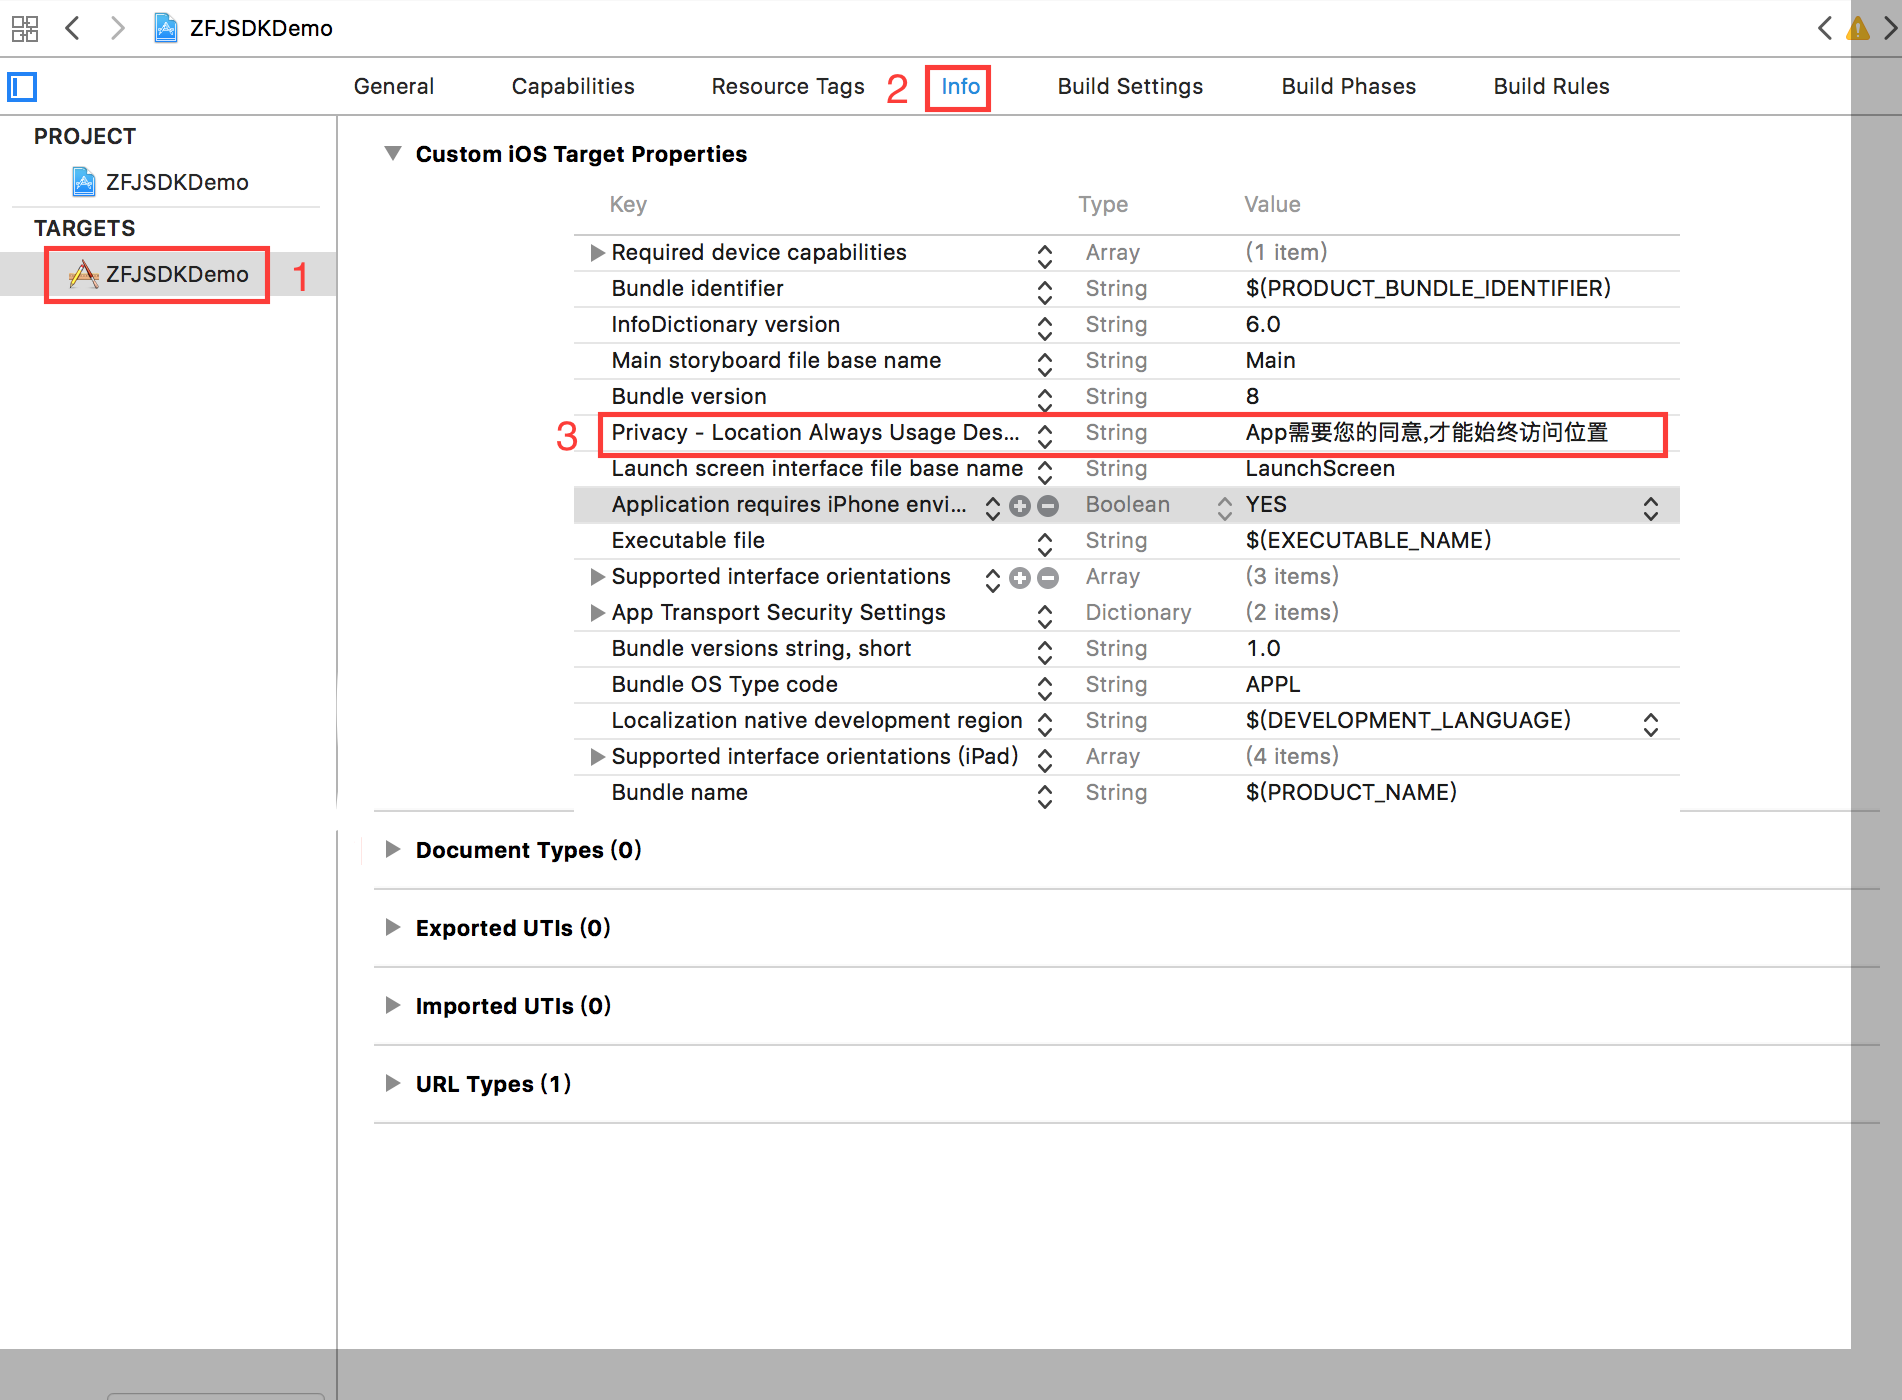 ZFJSDKDemo
General Capabilities Resource Tags 2 Info Build Settings Build Phases Build Rules
PROJECT
ZFJSDKDemo
TARGETS
ZFJSDKDemo 1
Custom iOS Target Properties
Key Type Value
Required device capabilities Array (1 item)
Bundle identifier String $(PRODUCT_BUNDLE_IDENTIFIER)
InfoDictionary version String 6.0
Main storyboard file base name String Main
Bundle version String 8
3 Privacy - Location Always Usage Des... String App需要您的同意,才能始终访问位置
Launch screen interface file base name String LaunchScreen
Application requires iPhone envi... Boolean YES
Executable file String $(EXECUTABLE_NAME)
Supported interface orientations Array (3 items)
App Transport Security Settings Dictionary (2 items)
Bundle versions string, short String 1.0
Bundle OS Type code String APPL
Localization native development region String $(DEVELOPMENT_LANGUAGE)
Supported interface orientations (iPad) Array (4 items)
Bundle name String $(PRODUCT_NAME)
Document Types (0)
Exported UTIs (0)
Imported UTIs (0)
URL Types (1)